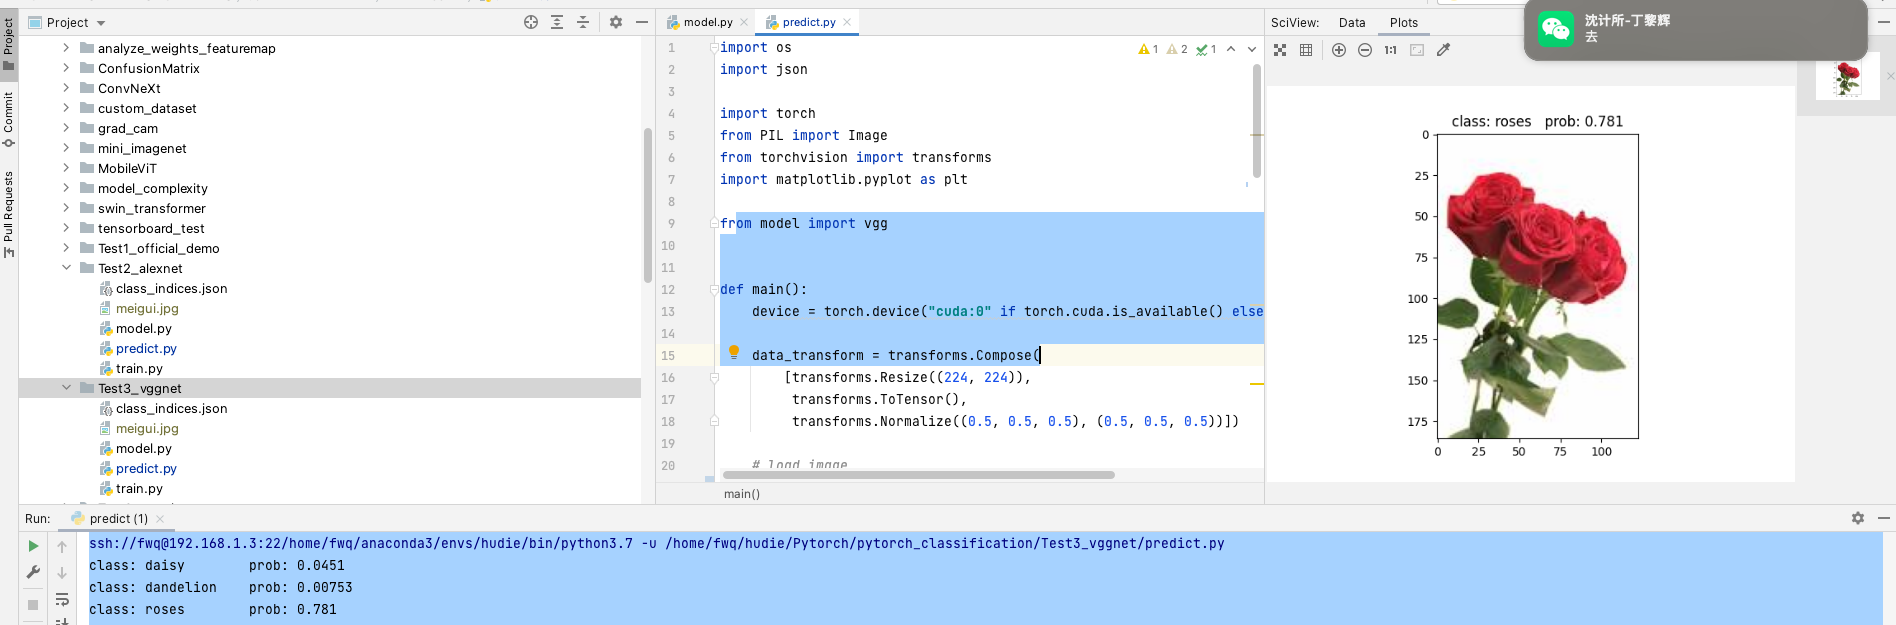 Project
Commit
Pull Requests
Project
analyze_weights_featuremap
ConfusionMatrix
ConvNeXt
custom_dataset
grad_cam
mini_imagenet
MobileViT
model_complexity
swin_transformer
tensorboard_test
Test1_official_demo
Test2_alexnet
class_indices.json
meigui.jpg
model.py
predict.py
train.py
Test3_vggnet
class_indices.json
meigui.jpg
model.py
predict.py
train.py
model.py
predict.py
1 import os
2 import json
3
4 import torch
5 from PIL import Image
6 from torchvision import transforms
7 import matplotlib.pyplot as plt
8
9 from model import vgg
10
11
12 def main():
13 device = torch.device("cuda:0" if torch.cuda.is_available() else
14
15 data_transform = transforms.Compose(
16 [transforms.Resize((224, 224)),
17 transforms.ToTensor(),
18 transforms.Normalize((0.5, 0.5, 0.5), (0.5, 0.5, 0.5))])
19
20 # load image
1 2 1
main()
SciView: Data Plots
1:1
沈计所-丁黎辉
去
class: roses prob: 0.781
0
25
50
75
100
125
150
175
0 25 50 75 100
Run: predict (1)
ssh://fwq@192.168.1.3:22/home/fwq/anaconda3/envs/hudie/bin/python3.7 -u /home/fwq/hudie/Pytorch/pytorch_classification/Test3_vggnet/predict.py
class: daisy prob: 0.0451
class: dandelion prob: 0.00753
class: roses prob: 0.781